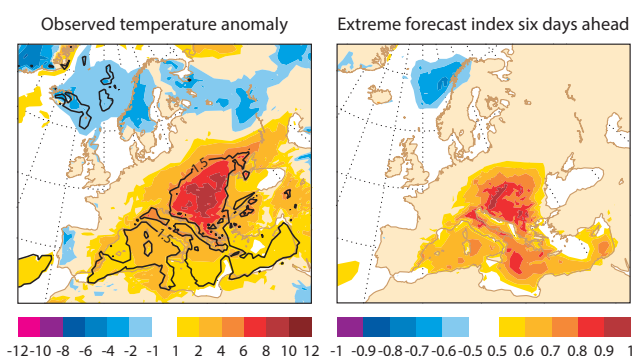 Observed temperature anomaly
Extreme forecast index six days ahead
1.5
-12 -10 -8 -6 -4 -2 -1 1 2 4 6 8 10 12
-1 -0.9 -0.8 -0.7 -0.6 -0.5 0.5 0.6 0.7 0.8 0.9 1